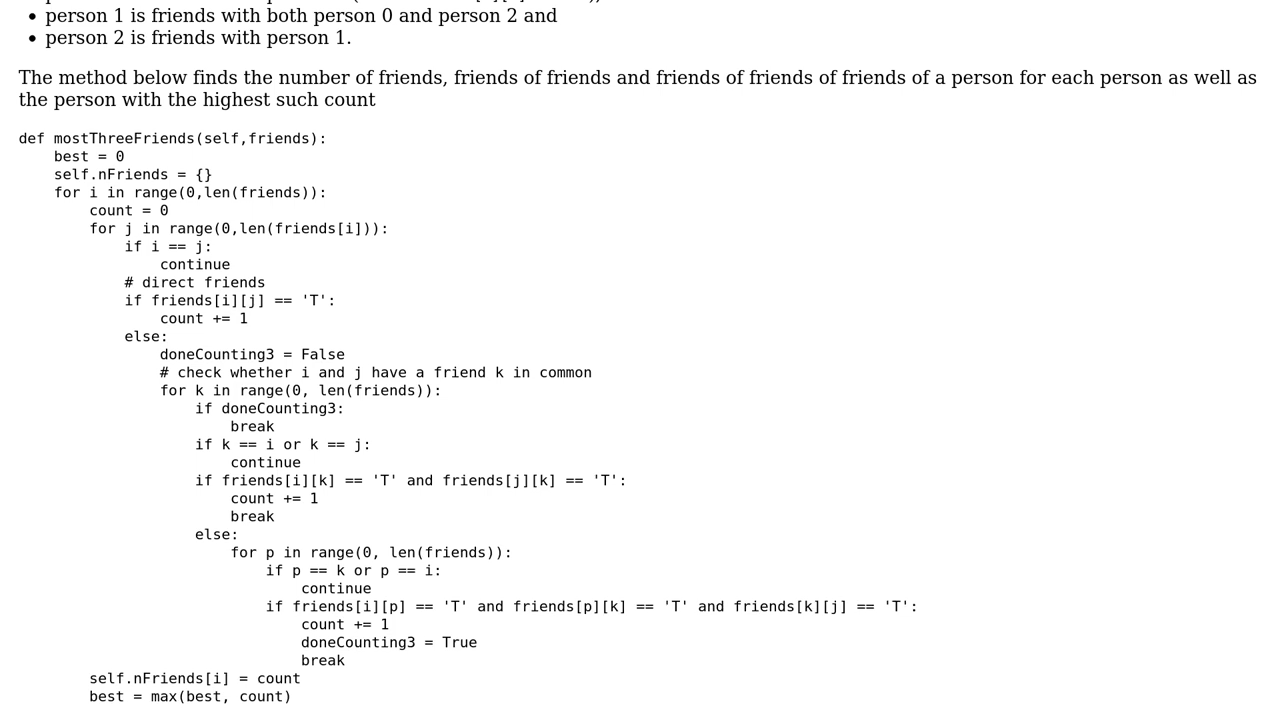 person 1 is friends with both person 0 and person 2 and
person 2 is friends with person 1.
The method below finds the number of friends, friends of friends and friends of friends of friends of a person for each person as well as
the person with the highest such count
def mostThreeFriends(self,friends):
    best = 0
    self.nFriends = {}
    for i in range(0,len(friends)):
        count = 0
        for j in range(0,len(friends[i])):
            if i == j:
                continue
            # direct friends
            if friends[i][j] == 'T':
                count += 1
            else:
                doneCounting3 = False
                # check whether i and j have a friend k in common
                for k in range(0, len(friends)):
                    if doneCounting3:
                        break
                    if k == i or k == j:
                        continue
                    if friends[i][k] == 'T' and friends[j][k] == 'T':
                        count += 1
                        break
                    else:
                        for p in range(0, len(friends)):
                            if p == k or p == i:
                                continue
                            if friends[i][p] == 'T' and friends[p][k] == 'T' and friends[k][j] == 'T':
                                count += 1
                                doneCounting3 = True
                                break
        self.nFriends[i] = count
        best = max(best, count)